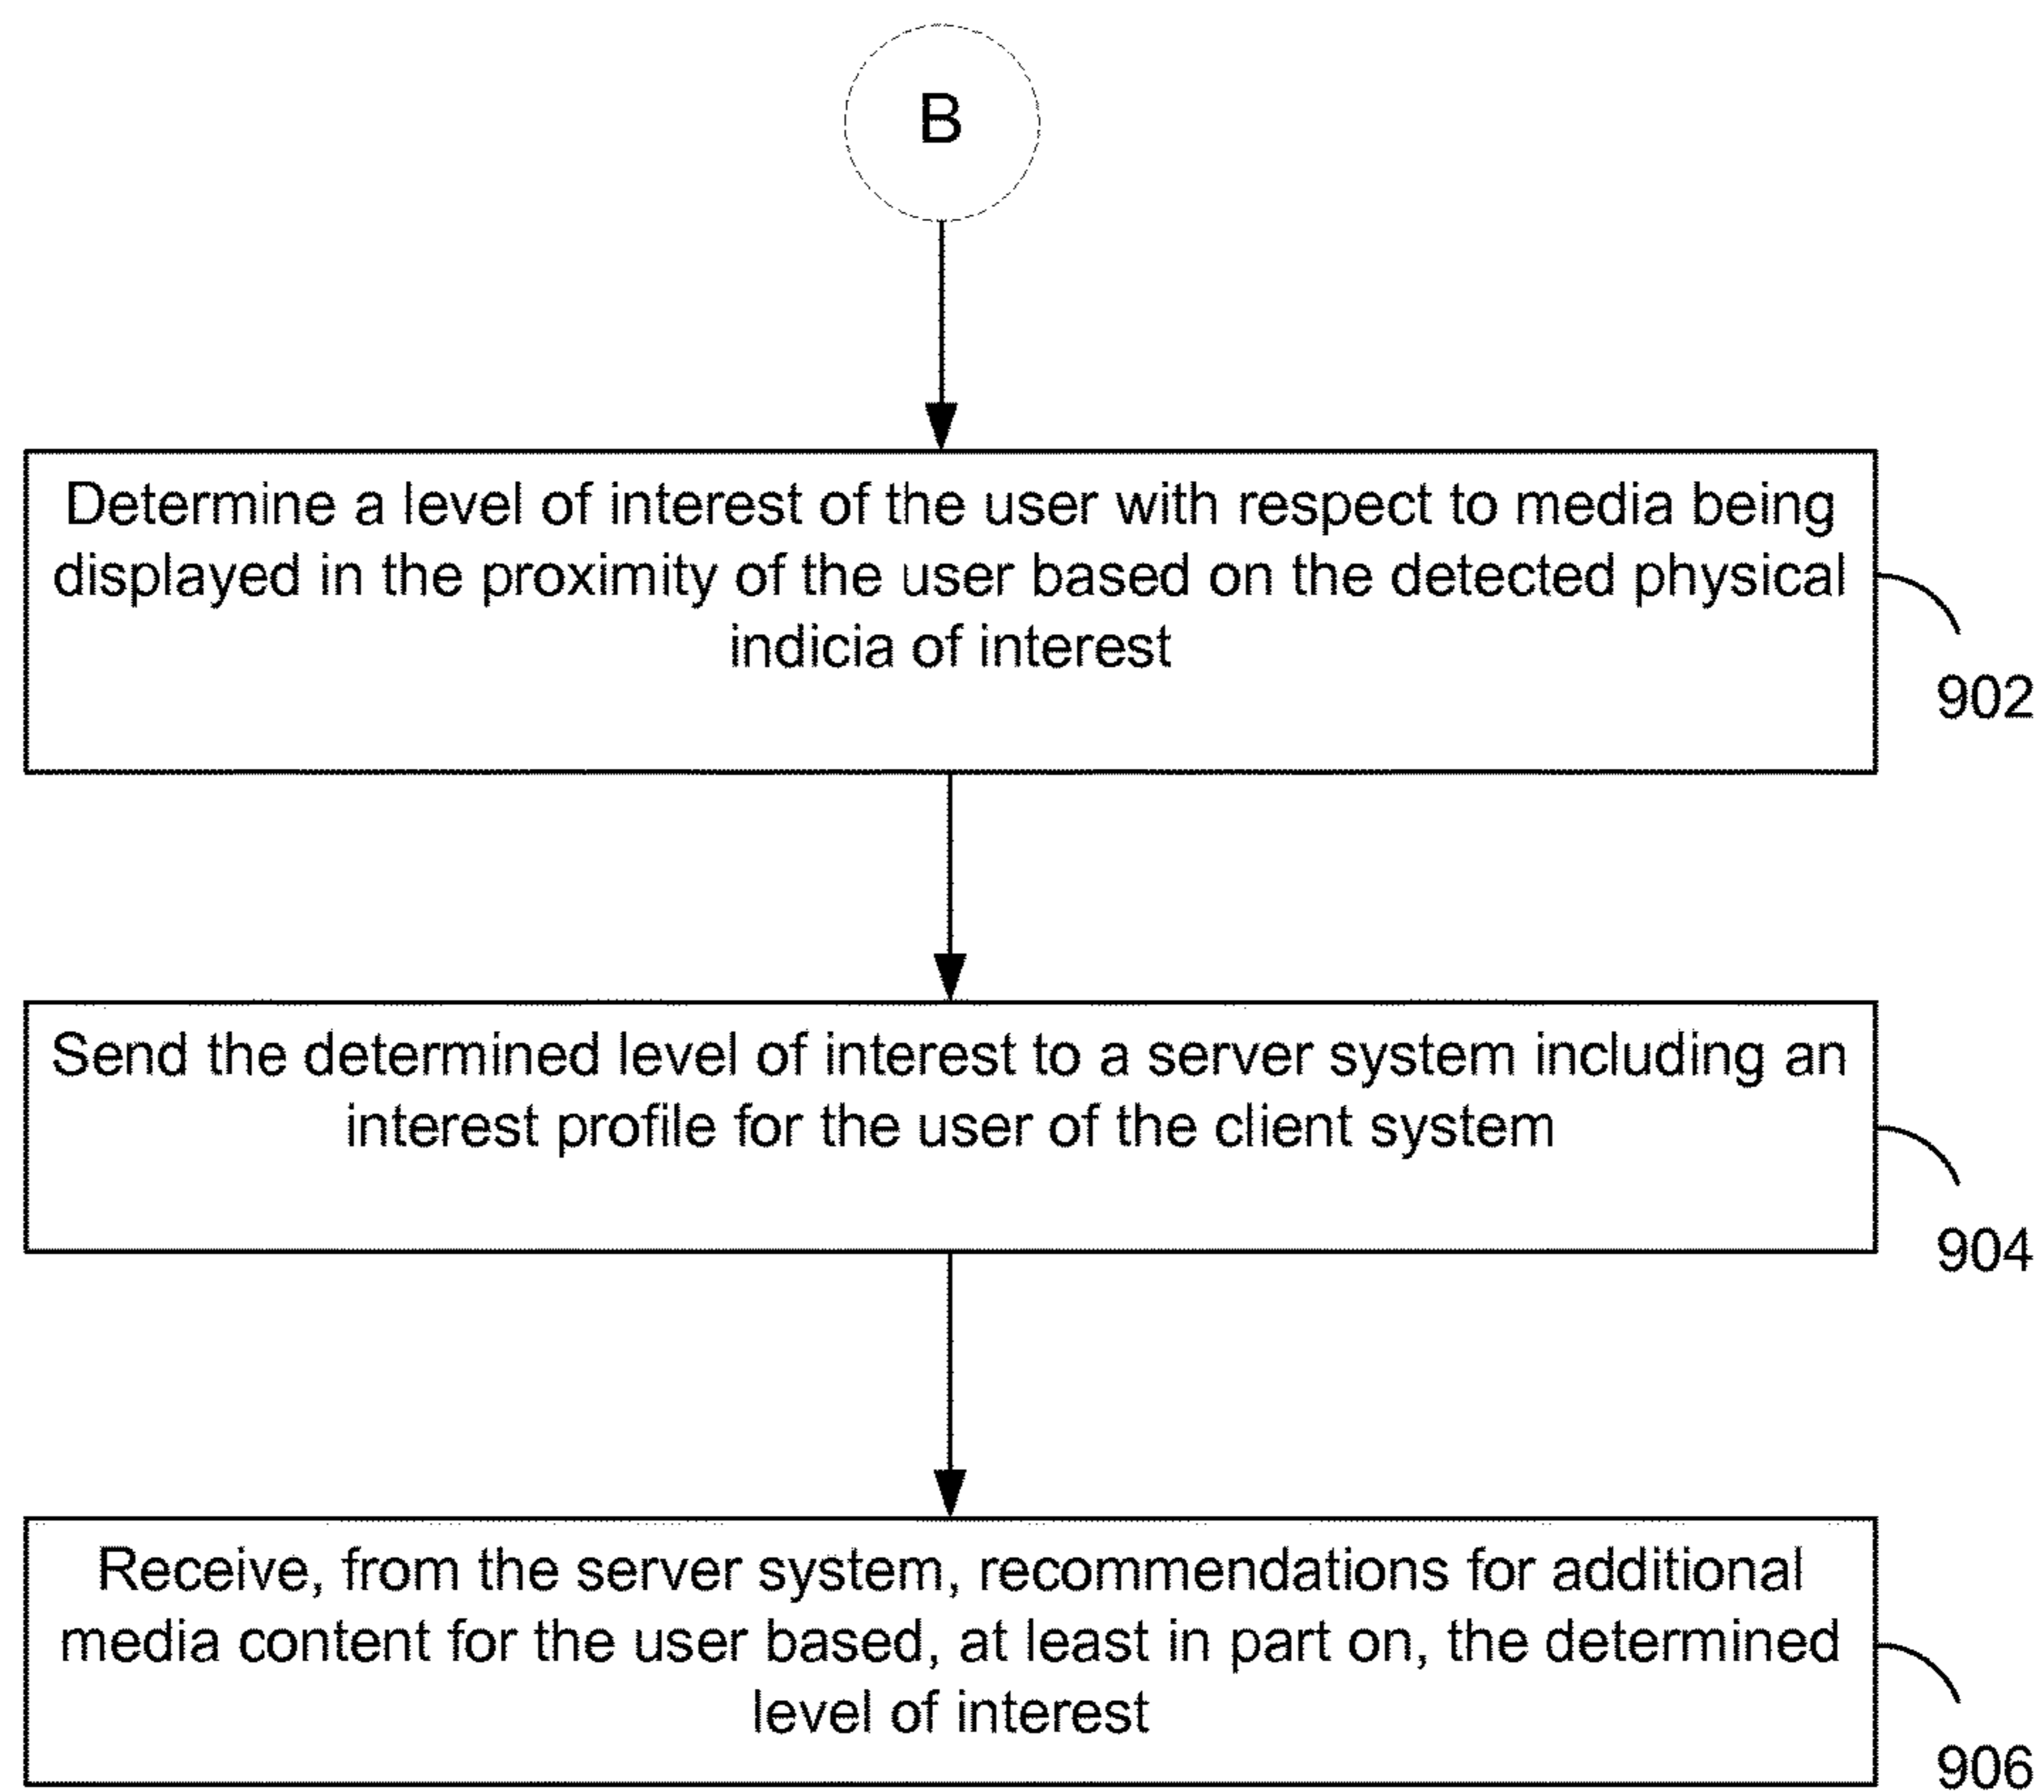 B
Determine a level of interest of the user with respect to media being
displayed in the proximity of the user based on the detected physical
indicia of interest
902
Send the determined level of interest to a server system including an
interest profile for the user of the client system
904
Receive, from the server system, recommendations for additional
media content for the user based, at least in part on, the determined
level of interest
906